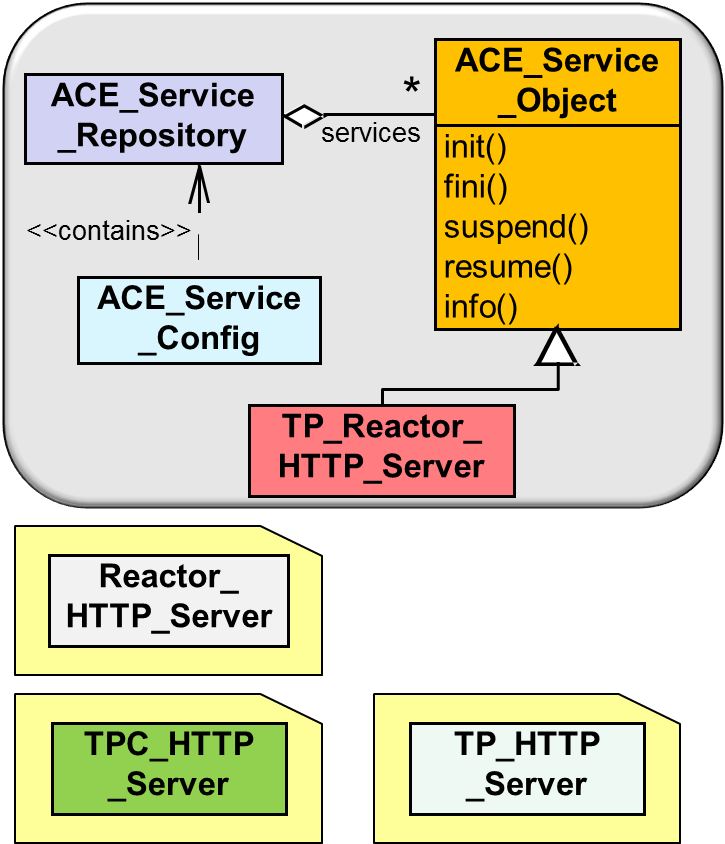 ACE_Service
_Repository
*
services
ACE_Service
_Object
init()
fini()
suspend()
resume()
info()
<<contains>>
ACE_Service
_Config
TP_Reactor_
HTTP_Server
Reactor_
HTTP_Server
TPC_HTTP
_Server
TP_HTTP
_Server